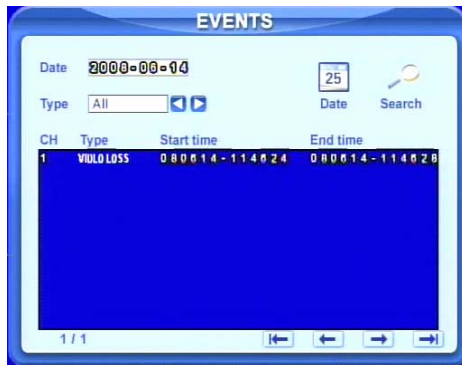 EVENTS
Date 2008-06-14
25
Type All
Date Search
CH Type Start time End time
1 VIDLO LOSS 080614-114624 080614-114628
1 / 1